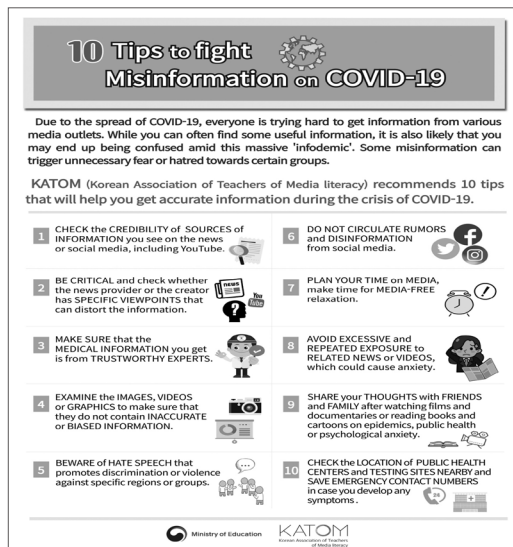 10 Tips to fight
Misinformation on COVID-19
Due to the spread of COVID-19, everyone is trying hard to get information from various
media outlets. While you can often find some useful information, it is also likely that you
may end up being confused amid this massive 'infodemic'. Some misinformation can
trigger unnecessary fear or hatred towards certain groups.
KATOM (Korean Association of Teachers of Media literacy) recommends 10 tips
that will help you get accurate information during the crisis of COVID-19.
1 CHECK the CREDIBILITY of SOURCES of
INFORMATION you see on the news
or social media, including YouTube.
2 BE CRITICAL and check whether
the news provider or the creator
has SPECIFIC VIEWPOINTS that
can distort the information.
NEWS
You
Tube
3 MAKE SURE that the
MEDICAL INFORMATION you get
is from TRUSTWORTHY EXPERTS.
4 EXAMINE the IMAGES, VIDEOS
or GRAPHICS to make sure that
they do not contain INACCURATE
or BIASED INFORMATION.
5 BEWARE of HATE SPEECH that
promotes discrimination or violence
against specific regions or groups.
6 DO NOT CIRCULATE RUMORS
and DISINFORMATION
from social media.
7 PLAN YOUR TIME on MEDIA,
make time for MEDIA-FREE
relaxation.
8 AVOID EXCESSIVE and
REPEATED EXPOSURE to
RELATED NEWS or VIDEOS,
which could cause anxiety.
9 SHARE your THOUGHTS with FRIENDS
and FAMILY after watching films and
documentaries or reading books and
cartoons on epidemics, public health
or psychological anxiety.
10 CHECK the LOCATION of PUBLIC HEALTH
CENTERS and TESTING SITES NEARBY and
SAVE EMERGENCY CONTACT NUMBERS
in case you develop any
symptoms.
24
Ministry of Education
KATOM
Korean Association of Teachers
of Media literacy